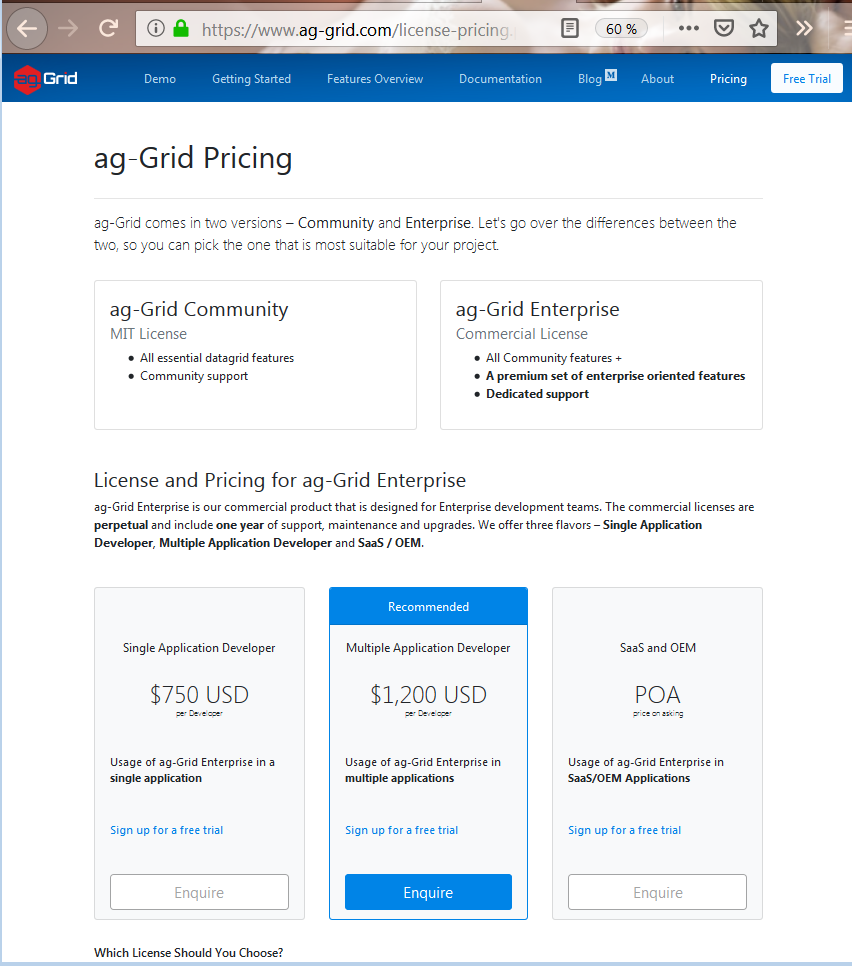 https://www.ag-grid.com/license-pricing.
60 %
ag-Grid
Demo
Getting Started
Features Overview
Documentation
Blog M
About
Pricing
Free Trial
ag-Grid Pricing
ag-Grid comes in two versions – Community and Enterprise. Let's go over the differences between the
two, so you can pick the one that is most suitable for your project.
ag-Grid Community
MIT License
All essential datagrid features
Community support
ag-Grid Enterprise
Commercial License
All Community features +
A premium set of enterprise oriented features
Dedicated support
License and Pricing for ag-Grid Enterprise
ag-Grid Enterprise is our commercial product that is designed for Enterprise development teams. The commercial licenses are
perpetual and include one year of support, maintenance and upgrades. We offer three flavors – Single Application
Developer, Multiple Application Developer and SaaS / OEM.
Single Application Developer
$750 USD
per Developer
Usage of ag-Grid Enterprise in a
single application
Sign up for a free trial
Enquire
Recommended
Multiple Application Developer
$1,200 USD
per Developer
Usage of ag-Grid Enterprise in
multiple applications
Sign up for a free trial
Enquire
SaaS and OEM
POA
price on asking
Usage of ag-Grid Enterprise in
SaaS/OEM Applications
Sign up for a free trial
Enquire
Which License Should You Choose?